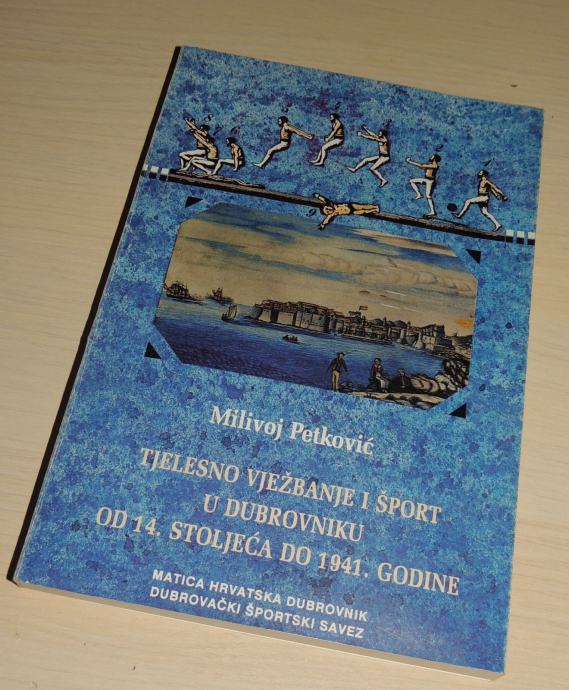 Milivoj Petković
TJELESNO VJEŽBANJE I ŠPORT
U DUBROVNIKU
OD 14. STOLJEĆA DO 1941. GODINE
MATICA HRVATSKA DUBROVNIK
DUBROVAČKI ŠPORTSKI SAVEZ